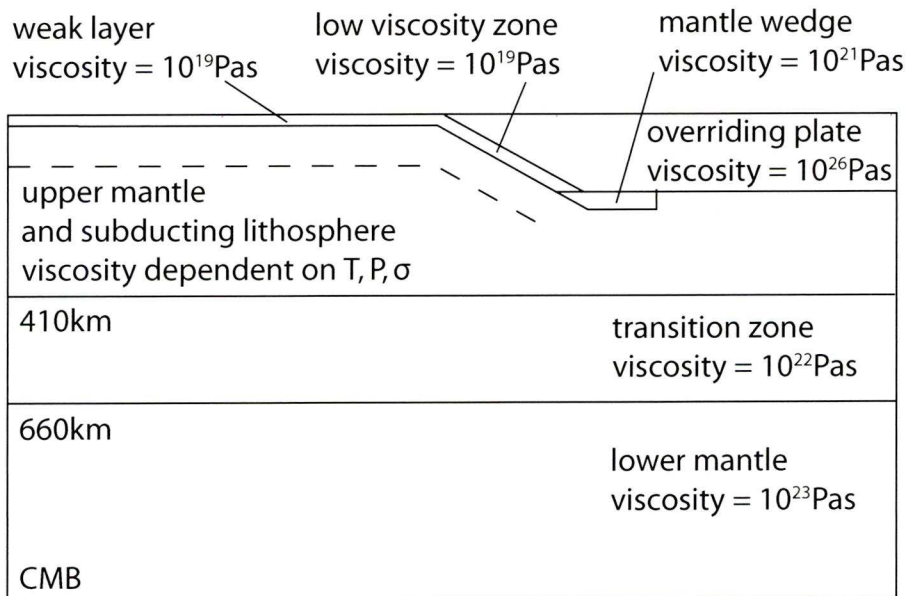 weak layer
viscosity = 10¹⁹Pas
low viscosity zone
viscosity = 10¹⁹Pas
mantle wedge
viscosity = 10²¹Pas
overriding plate
viscosity = 10²⁶Pas
upper mantle
and subducting lithosphere
viscosity dependent on T, P, σ
410km
transition zone
viscosity = 10²²Pas
660km
lower mantle
viscosity = 10²³Pas
CMB